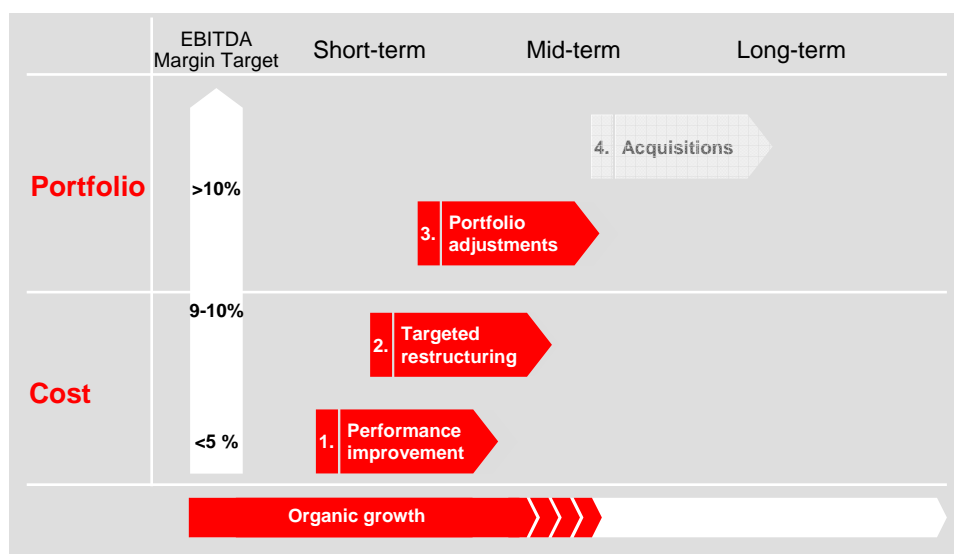 EBITDA
Margin Target
Short-term
Mid-term
Long-term
4. Acquisitions
Portfolio
>10%
3. Portfolio
adjustments
9-10%
2. Targeted
restructuring
Cost
<5 %
1. Performance
improvement
Organic growth